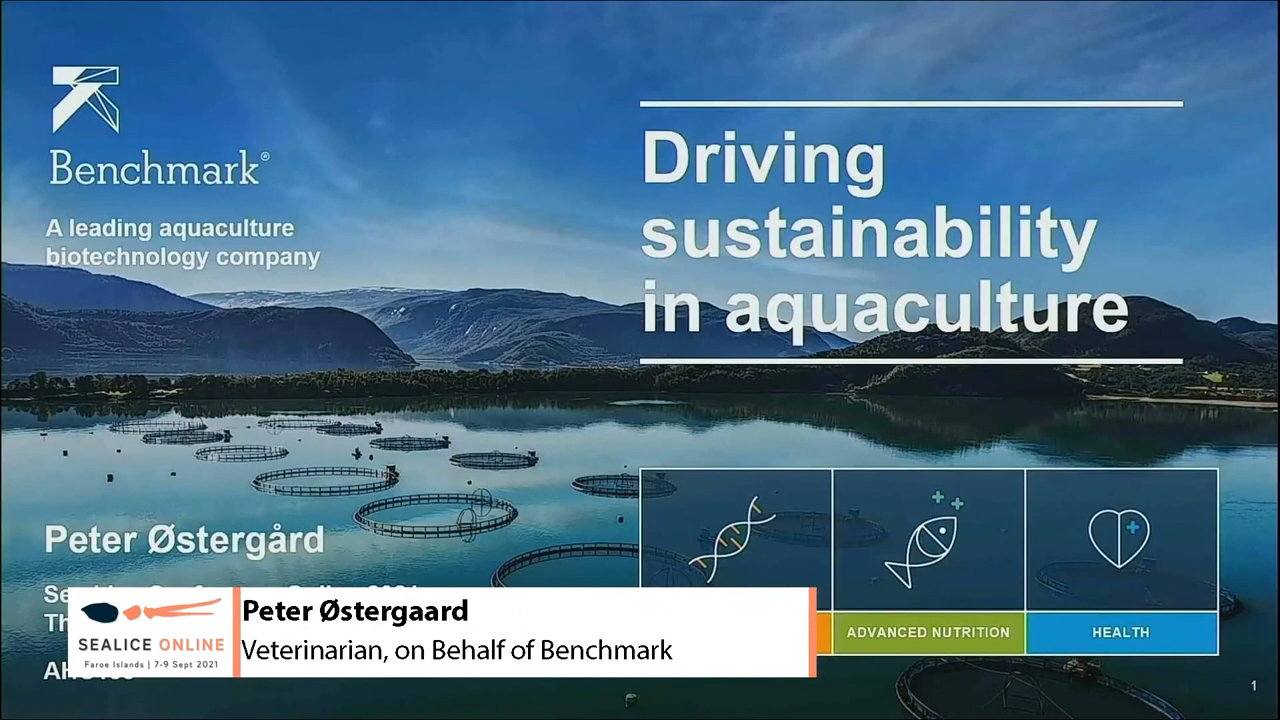 Benchmark®
A leading aquaculture
biotechnology company
Driving
sustainability
in aquaculture
Peter Østergård
ADVANCED NUTRITION
HEALTH
Peter Østergaard
Veterinarian, on Behalf of Benchmark
SEALICE ONLINE
Faroe Islands | 7-9 Sept 2021
1